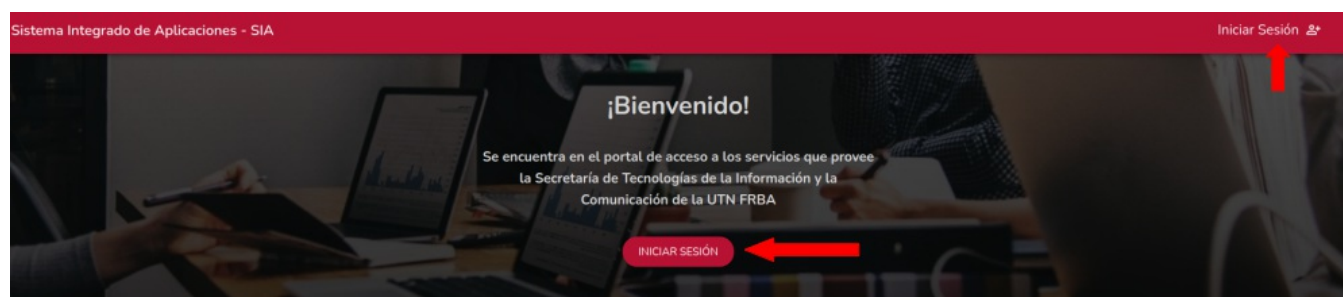 Sistema Integrado de Aplicaciones - SIA
Iniciar Sesión
¡Bienvenido!
Se encuentra en el portal de acceso a los servicios que provee
la Secretaría de Tecnologías de la Información y la
Comunicación de la UTN FRBA
INICIAR SESIÓN